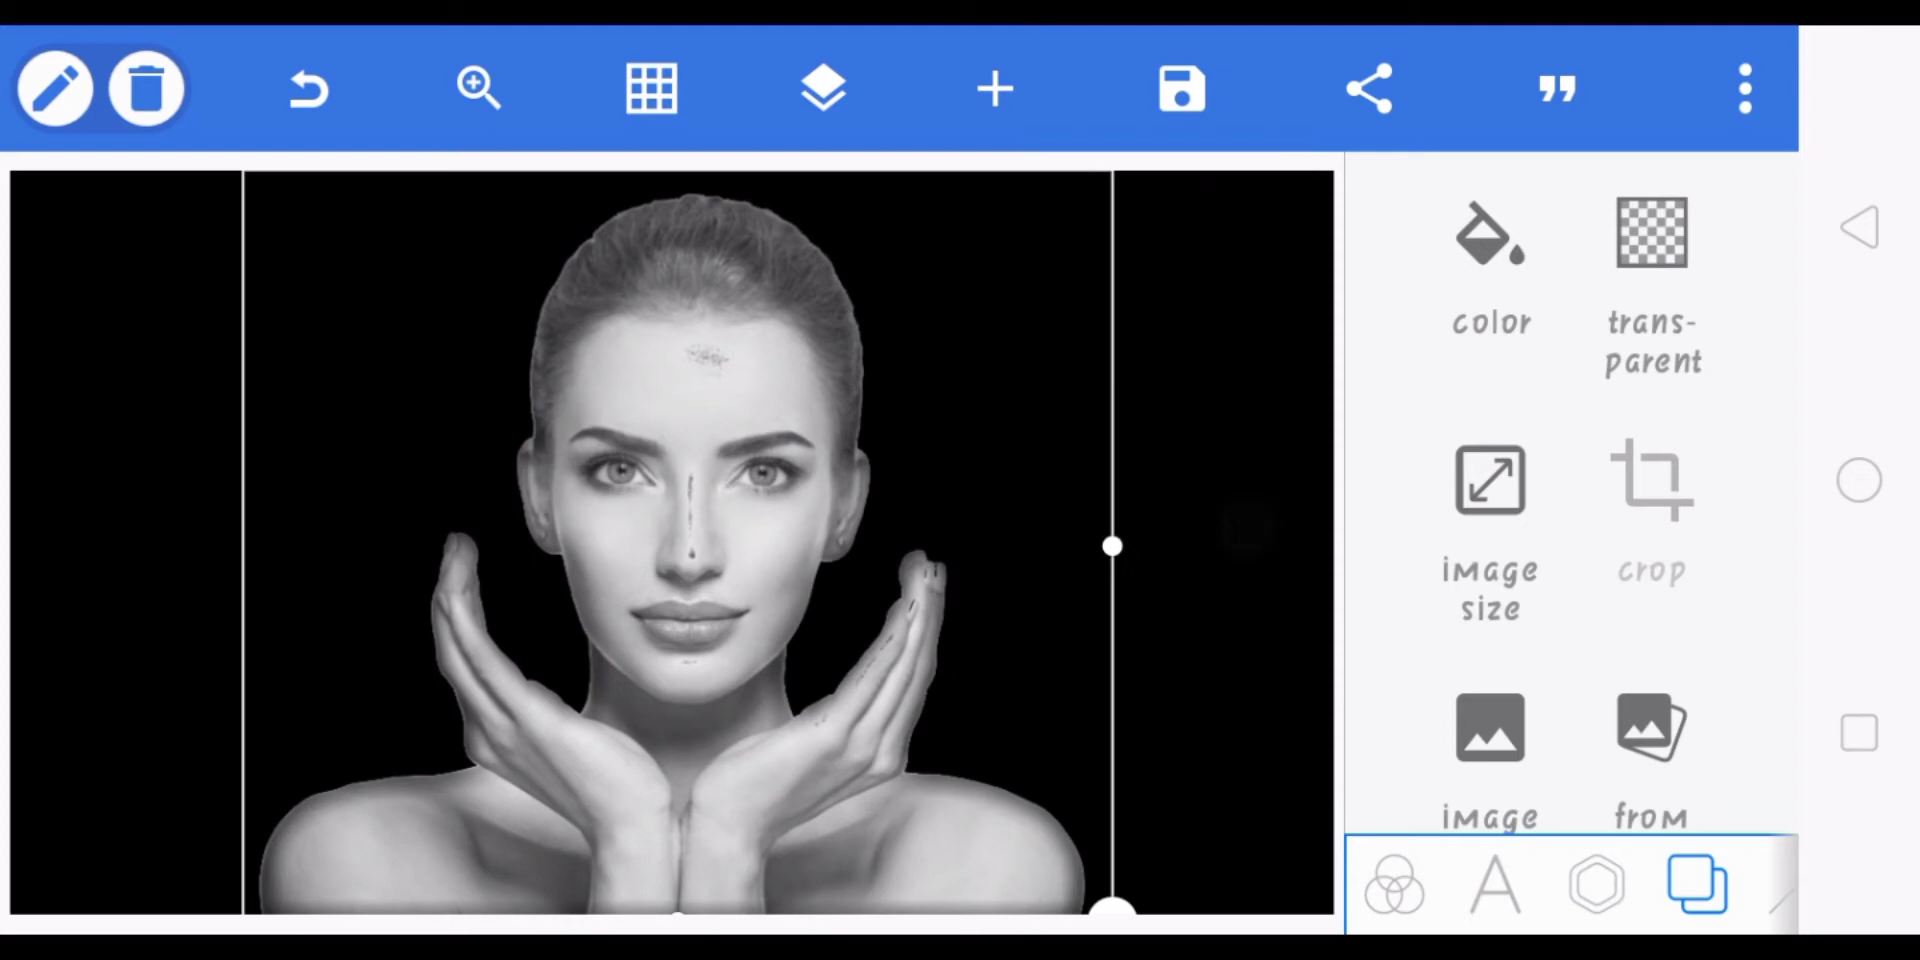 color
trans-
parent
image
size
crop
image
from